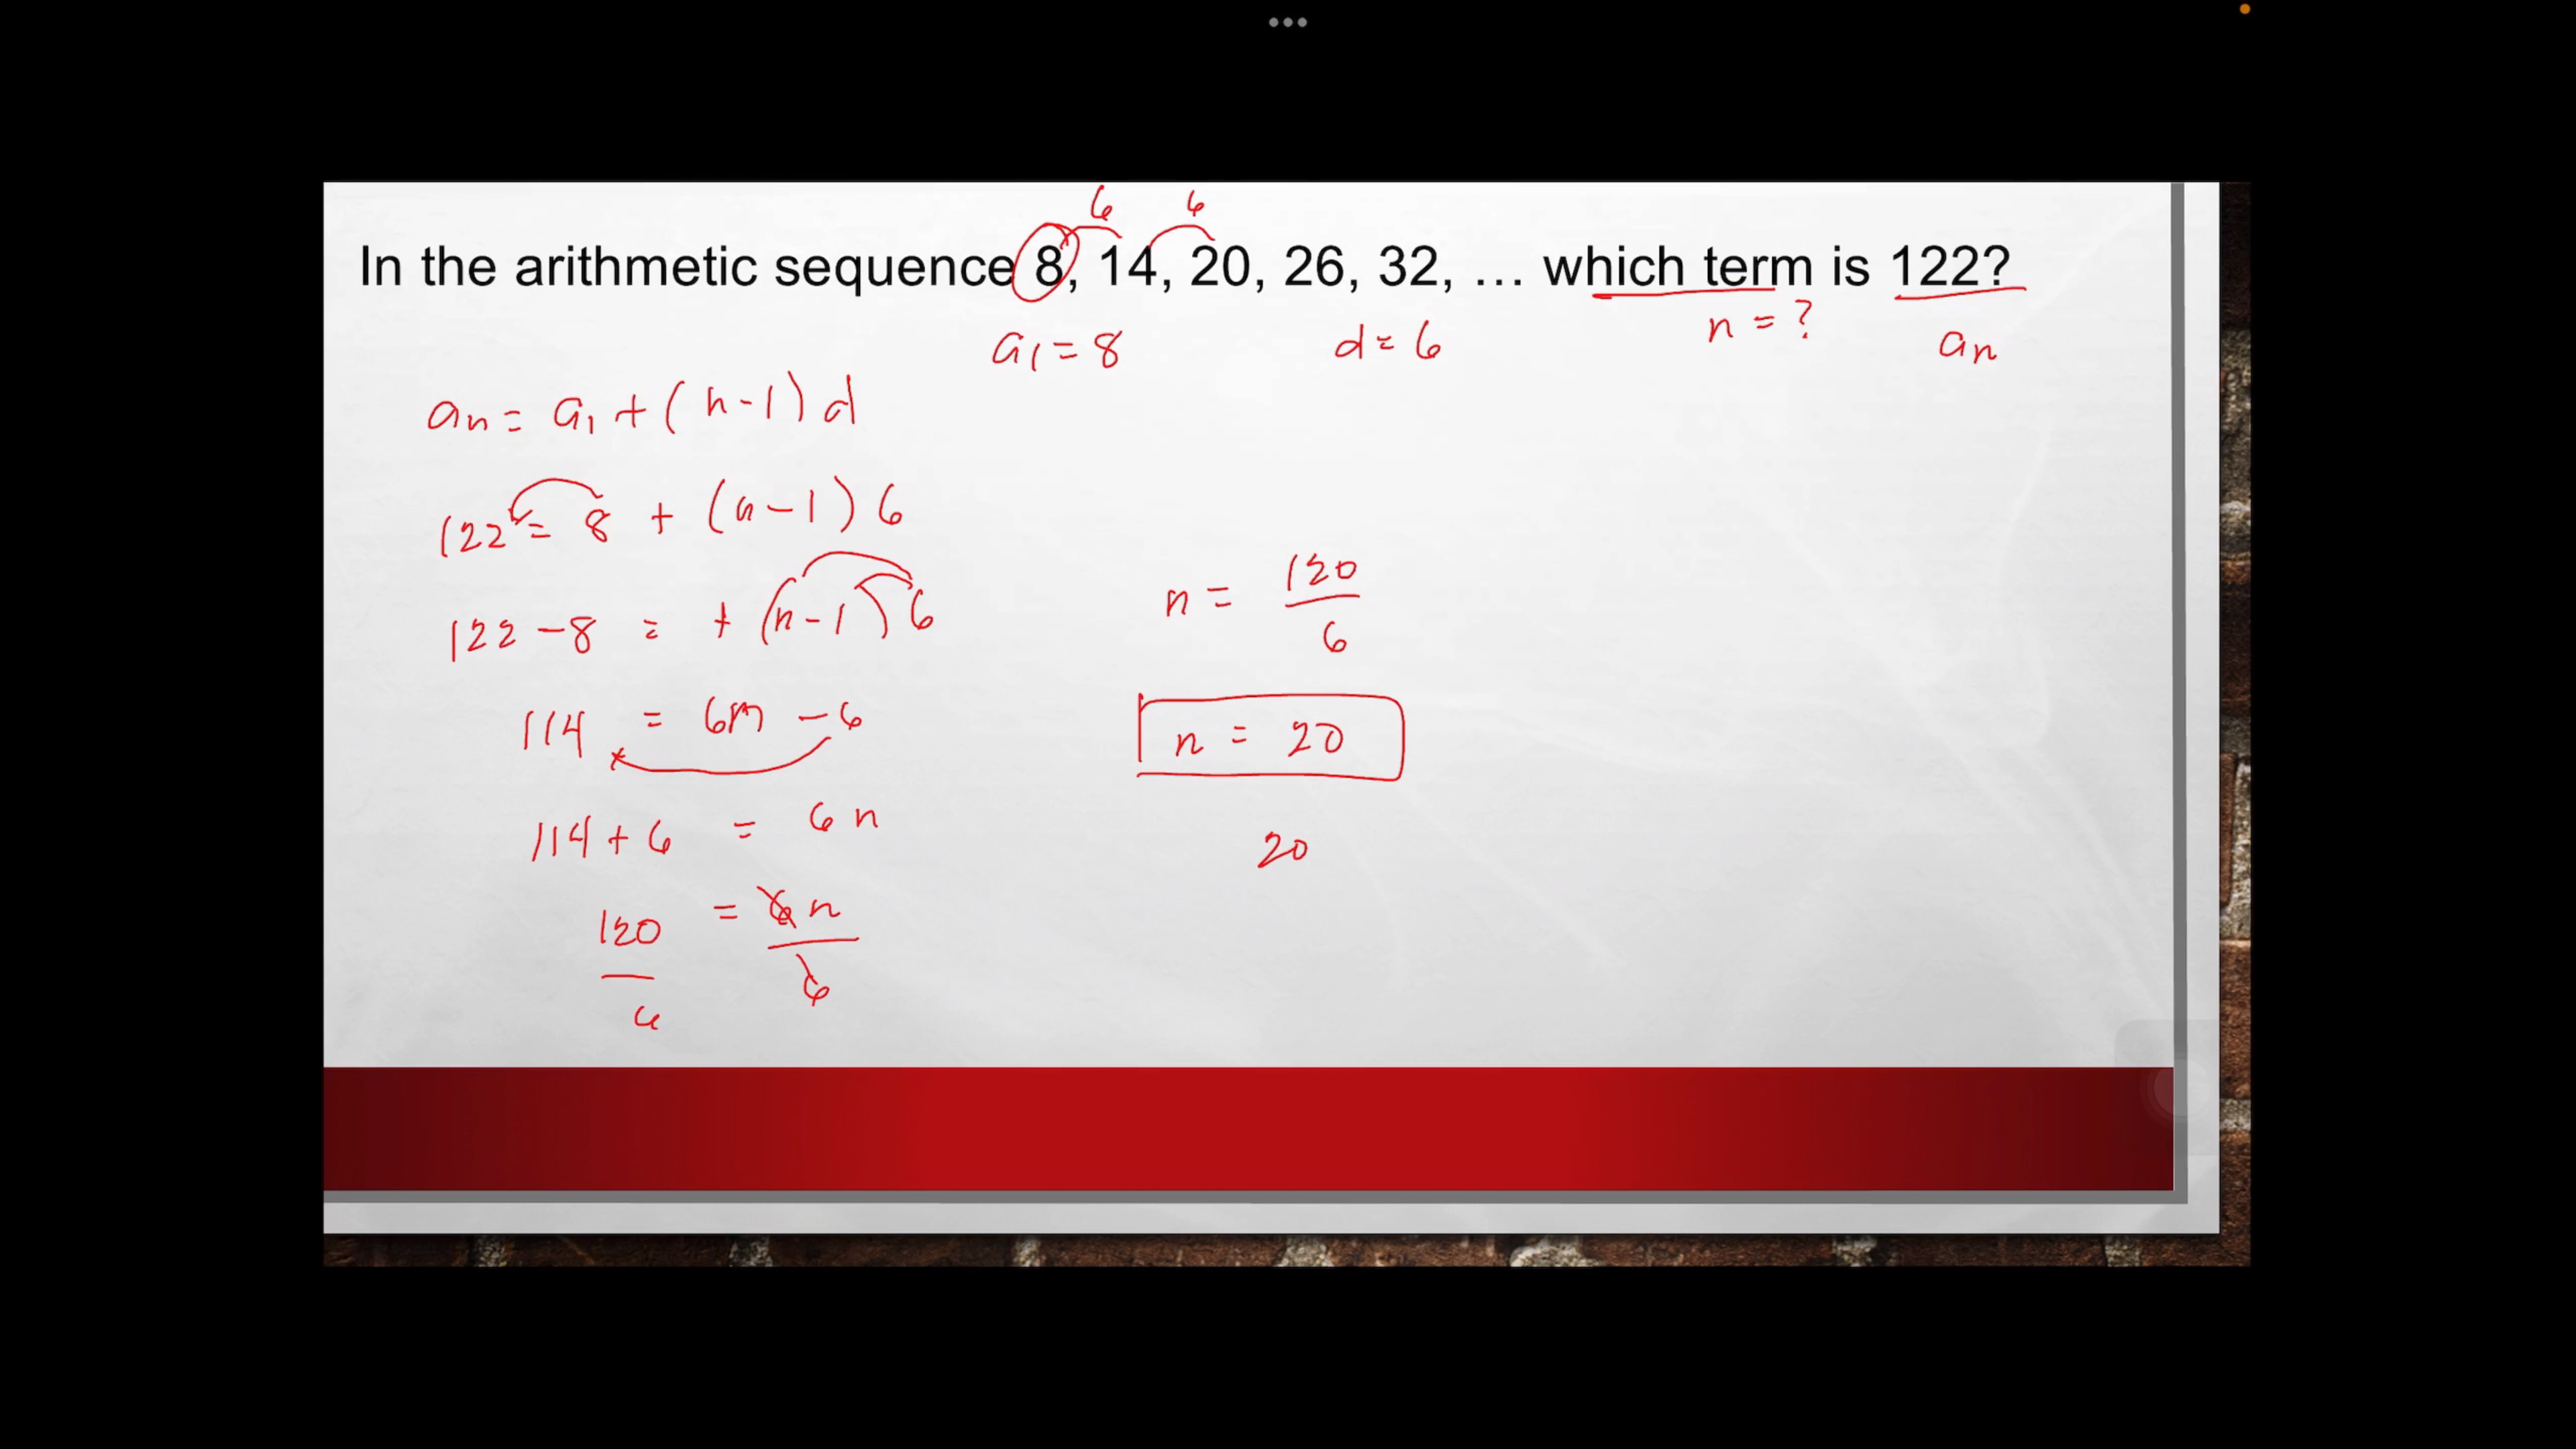 6 6
In the arithmetic sequence 8, 14, 20, 26, 32, … which term is 122?
a₁ = 8 d = 6 n = ? aₙ
aₙ = a₁ + (n-1) d
122 = 8 + (n-1) 6
122 - 8 = + (n-1) 6
114 = 6n - 6
114 + 6 = 6n
120 = 6n
6 6
n = 120
6
n = 20
20